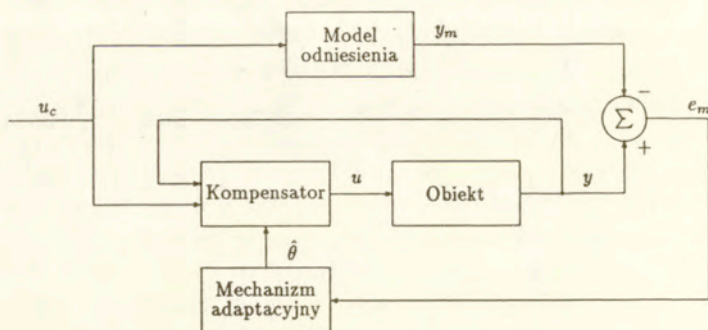 Model
odniesienia
y_m
−
u_c
Σ
e_m
+
Kompensator
u
Obiekt
y
θ̂
Mechanizm
adaptacyjny